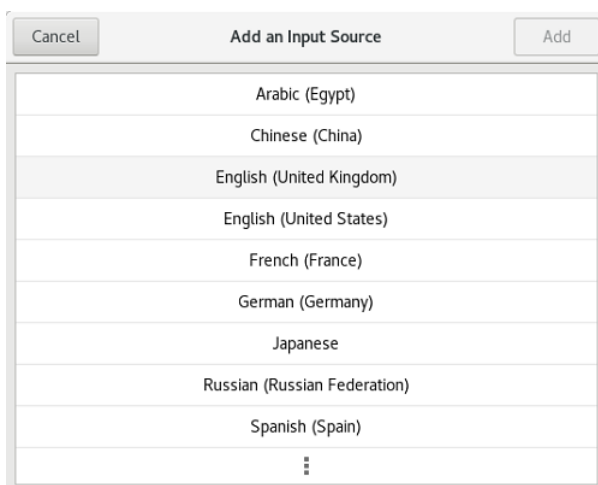 Cancel Add an Input Source Add
Arabic (Egypt)
Chinese (China)
English (United Kingdom)
English (United States)
French (France)
German (Germany)
Japanese
Russian (Russian Federation)
Spanish (Spain)